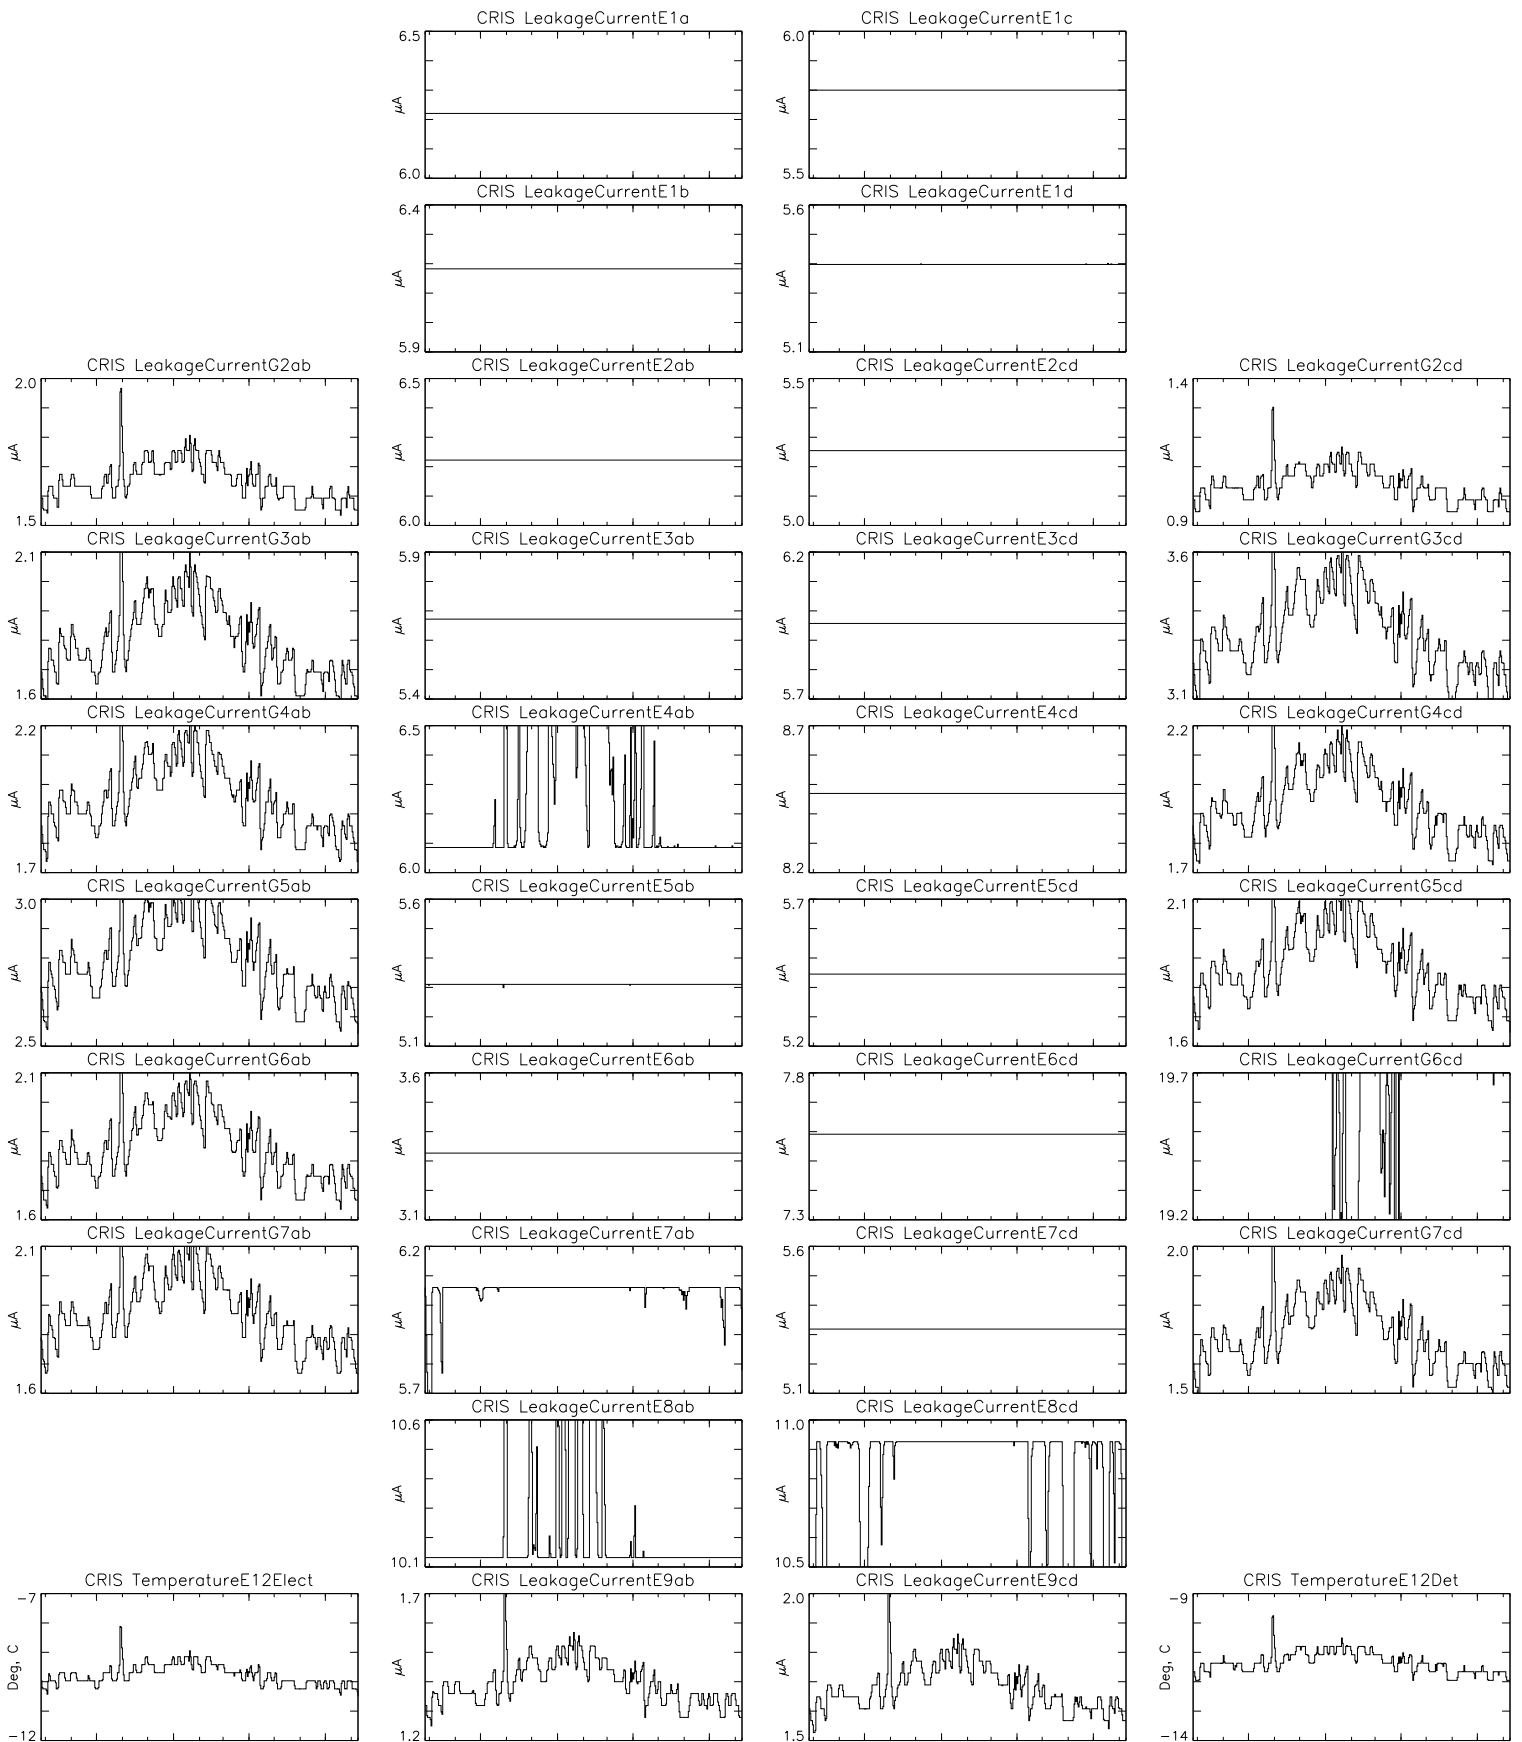 CRIS LeakageCurrentE1a
CRIS LeakageCurrentE1c
6.5
μA
6.0
6.0
μA
5.5
CRIS LeakageCurrentE1b
CRIS LeakageCurrentE1d
6.4
μA
5.9
5.6
μA
5.1
CRIS LeakageCurrentG2ab
CRIS LeakageCurrentE2ab
CRIS LeakageCurrentE2cd
CRIS LeakageCurrentG2cd
2.0
μA
1.5
6.5
μA
6.0
5.5
μA
5.0
1.4
μA
0.9
CRIS LeakageCurrentG3ab
CRIS LeakageCurrentE3ab
CRIS LeakageCurrentE3cd
CRIS LeakageCurrentG3cd
2.1
μA
1.6
5.9
μA
5.4
6.2
μA
5.7
3.6
μA
3.1
CRIS LeakageCurrentG4ab
CRIS LeakageCurrentE4ab
CRIS LeakageCurrentE4cd
CRIS LeakageCurrentG4cd
2.2
μA
1.7
6.5
μA
6.0
8.7
μA
8.2
2.2
μA
1.7
CRIS LeakageCurrentG5ab
CRIS LeakageCurrentE5ab
CRIS LeakageCurrentE5cd
CRIS LeakageCurrentG5cd
3.0
μA
2.5
5.6
μA
5.1
5.7
μA
5.2
2.1
μA
1.6
CRIS LeakageCurrentG6ab
CRIS LeakageCurrentE6ab
CRIS LeakageCurrentE6cd
CRIS LeakageCurrentG6cd
2.1
μA
1.6
3.6
μA
3.1
7.8
μA
7.3
19.7
μA
19.2
CRIS LeakageCurrentG7ab
CRIS LeakageCurrentE7ab
CRIS LeakageCurrentE7cd
CRIS LeakageCurrentG7cd
2.1
μA
1.6
6.2
μA
5.7
5.6
μA
5.1
2.0
μA
1.5
CRIS LeakageCurrentE8ab
CRIS LeakageCurrentE8cd
10.6
μA
10.1
11.0
μA
10.5
CRIS TemperatureE12Elect
CRIS LeakageCurrentE9ab
CRIS LeakageCurrentE9cd
CRIS TemperatureE12Det
-7
Deg, C
-12
1.7
μA
1.2
2.0
μA
1.5
-9
Deg, C
-14